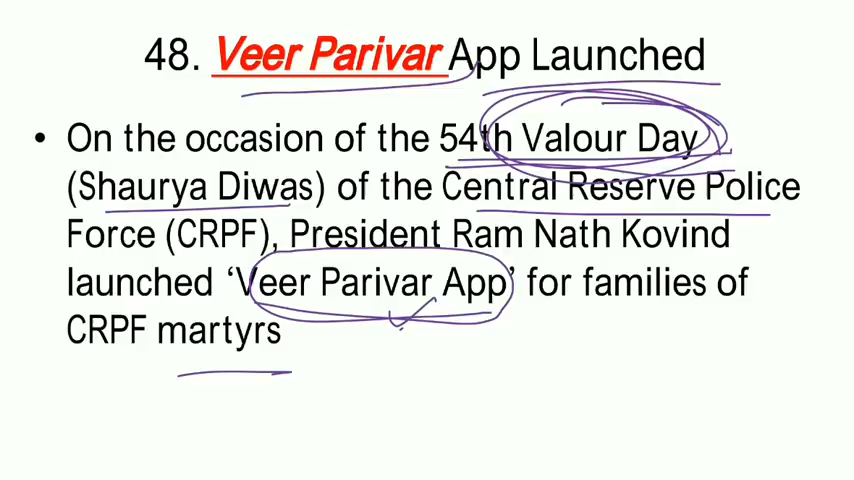 48. Veer Parivar App Launched
• On the occasion of the 54th Valour Day
(Shaurya Diwas) of the Central Reserve Police
Force (CRPF), President Ram Nath Kovind
launched ‘Veer Parivar App’ for families of
CRPF martyrs